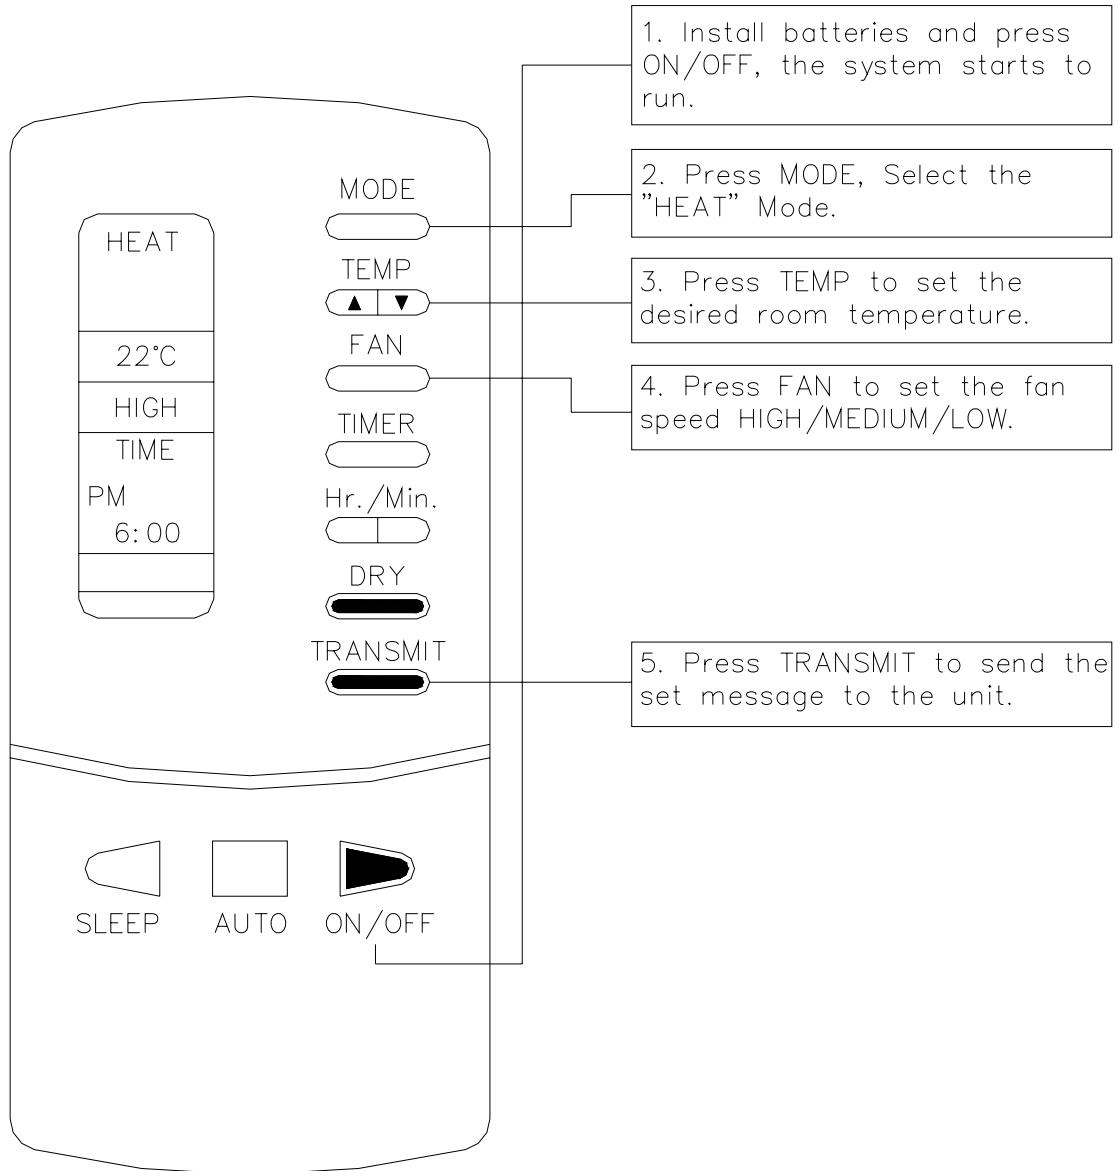 1. Install batteries and press
ON/OFF, the system starts to
run.
2. Press MODE, Select the
”HEAT” Mode.
3. Press TEMP to set the
desired room temperature.
4. Press FAN to set the fan
speed HIGH/MEDIUM/LOW.
5. Press TRANSMIT to send the
set message to the unit.
HEAT
22°C
HIGH
TIME
PM
6:00
MODE
TEMP
▲ ▼
FAN
TIMER
Hr./Min.
DRY
TRANSMIT
SLEEP AUTO ON/OFF